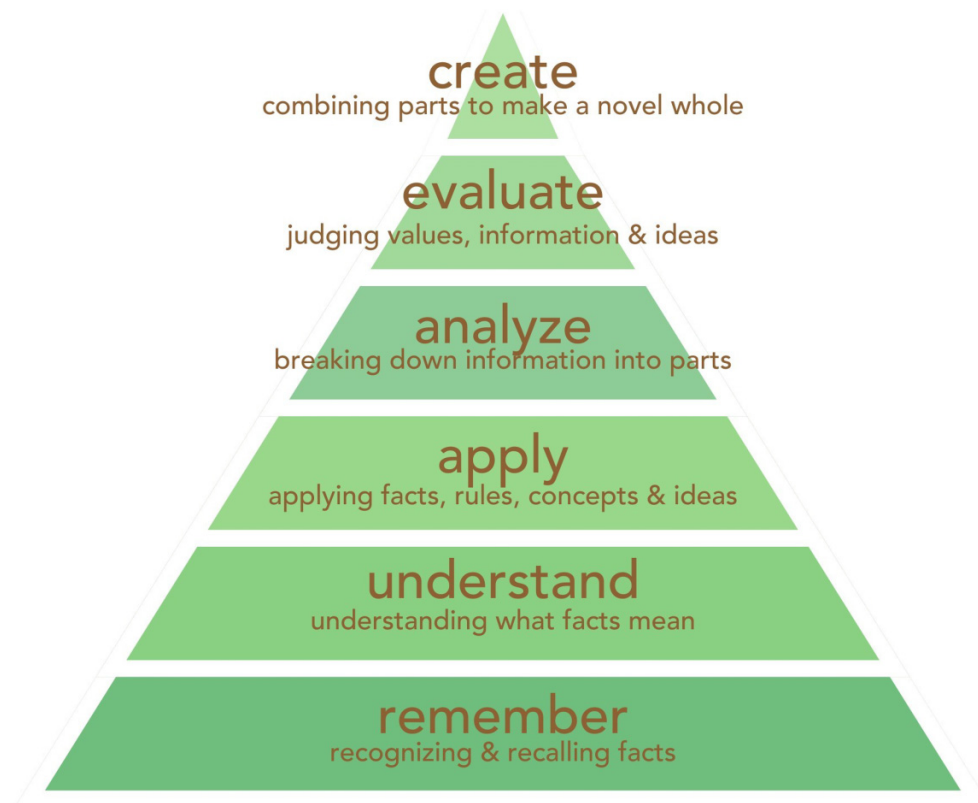 create
combining parts to make a novel whole
evaluate
judging values, information & ideas
analyze
breaking down information into parts
apply
applying facts, rules, concepts & ideas
understand
understanding what facts mean
remember
recognizing & recalling facts